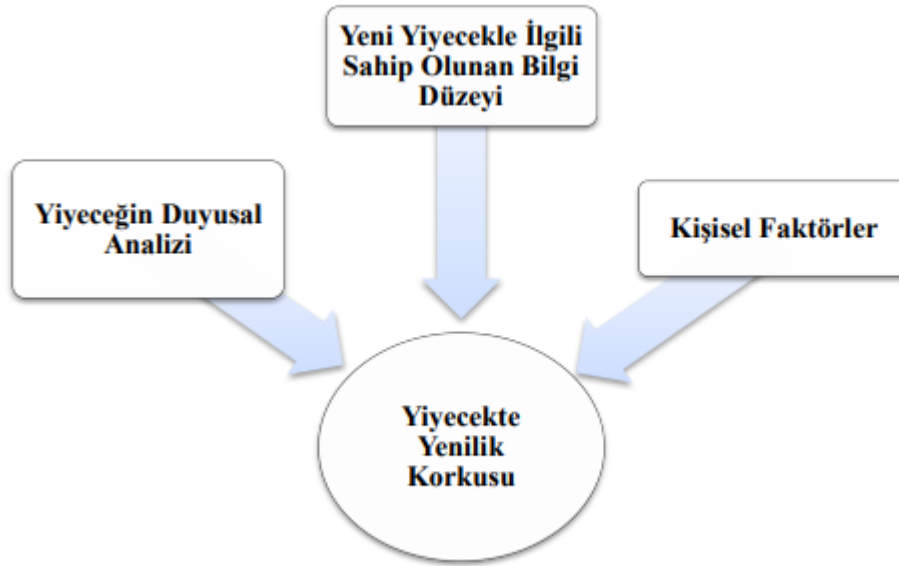 Yeni Yiyecekle İlgili
Sahip Olunan Bilgi
Düzeyi
Yiyeceğin Duyusal
Analizi
Kişisel Faktörler
Yiyecekte
Yenilik
Korkusu